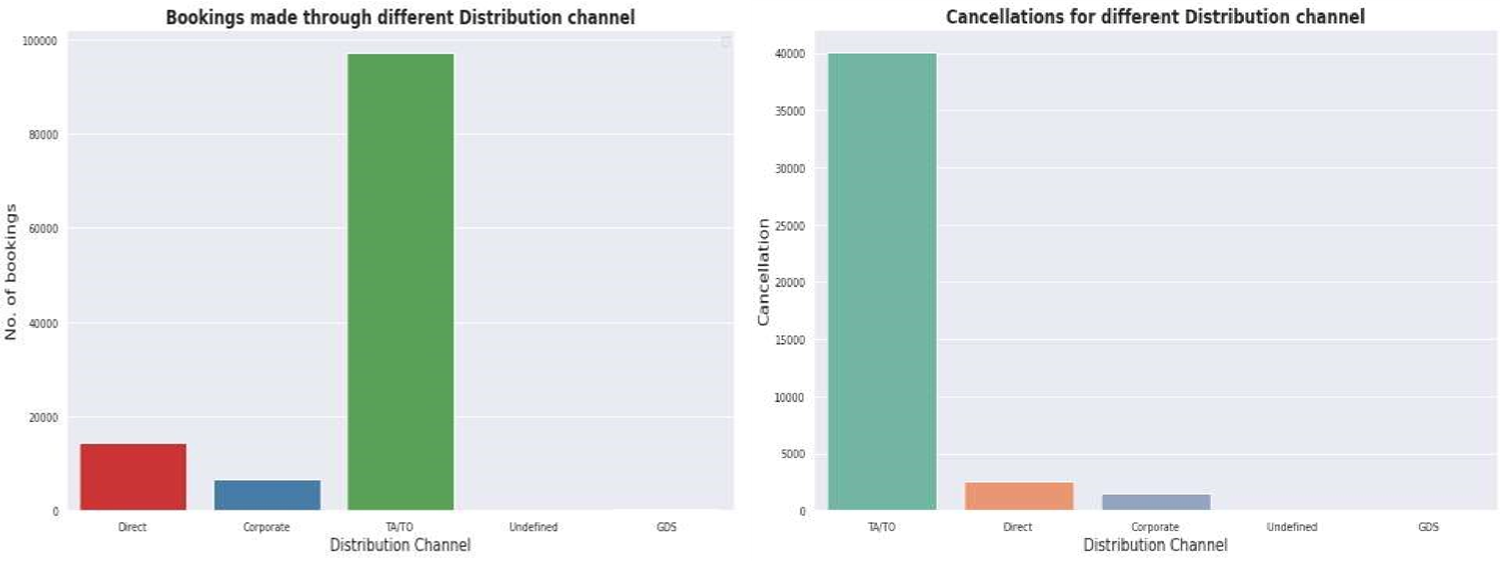 Bookings made through different Distribution channel
100000
80000
60000
40000
20000
0
No. of bookings
Direct Corporate TA/TO Undefined GDS
Distribution Channel
Cancellations for different Distribution channel
40000
35000
30000
25000
20000
15000
10000
5000
0
Cancellation
TA/TO Direct Corporate Undefined GDS
Distribution Channel